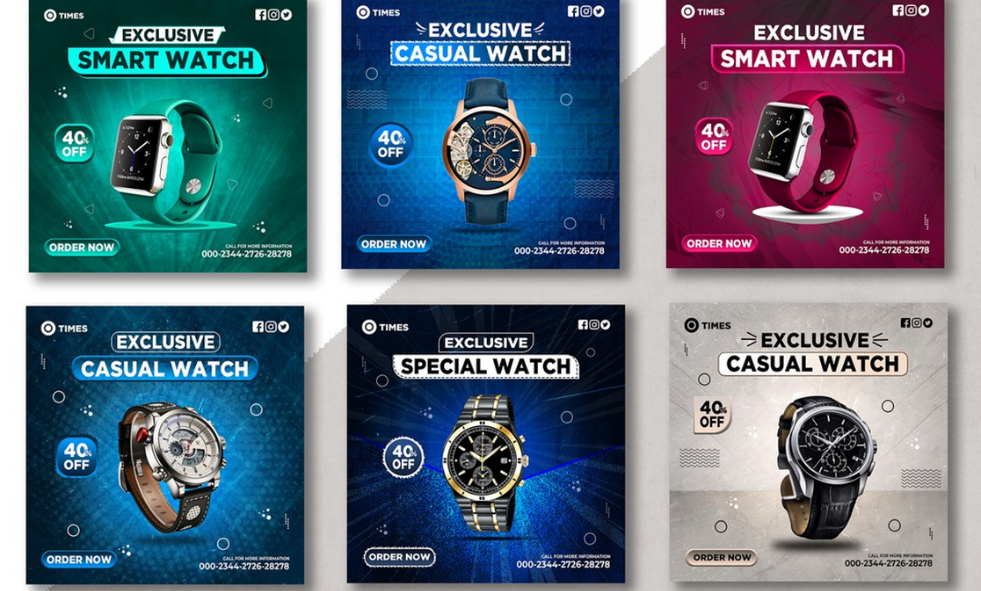 TIMES
EXCLUSIVE
SMART WATCH
40%
OFF
ORDER NOW
CALL FOR MORE INFORMATION
000-2344-2726-28278
TIMES
EXCLUSIVE
CASUAL WATCH
40%
OFF
ORDER NOW
CALL FOR MORE INFORMATION
000-2344-2726-28278
TIMES
EXCLUSIVE
SMART WATCH
40%
OFF
ORDER NOW
CALL FOR MORE INFORMATION
000-2344-2726-28278
TIMES
EXCLUSIVE
CASUAL WATCH
40%
OFF
ORDER NOW
CALL FOR MORE INFORMATION
000-2344-2726-28278
TIMES
EXCLUSIVE
SPECIAL WATCH
40%
OFF
ORDER NOW
CALL FOR MORE INFORMATION
000-2344-2726-28278
TIMES
EXCLUSIVE
CASUAL WATCH
40%
OFF
ORDER NOW
CALL FOR MORE INFORMATION
000-2344-2726-28278